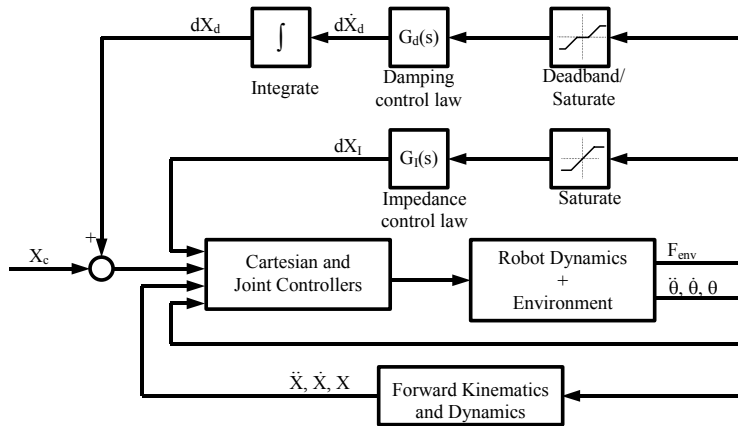 dX_d
∫
dẊ_d
G_d(s)
Integrate
Damping
control law
Deadband/
Saturate
dX_I
G_I(s)
Impedance
control law
Saturate
+
X_c
Cartesian and
Joint Controllers
Robot Dynamics
+
Environment
F_env
θ̈, θ̇, θ
Ẍ, Ẋ, X
Forward Kinematics
and Dynamics